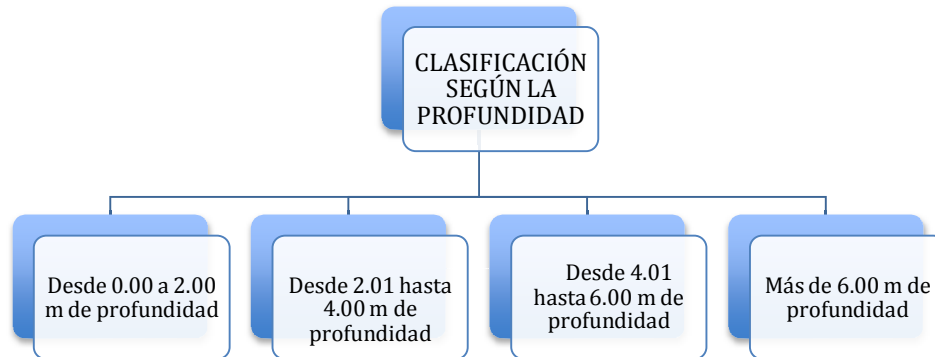 CLASIFICACIÓN
SEGÚN LA
PROFUNDIDAD
Desde 0.00 a 2.00
m de profundidad
Desde 2.01 hasta
4.00 m de
profundidad
Desde 4.01
hasta 6.00 m de
profundidad
Más de 6.00 m de
profundidad